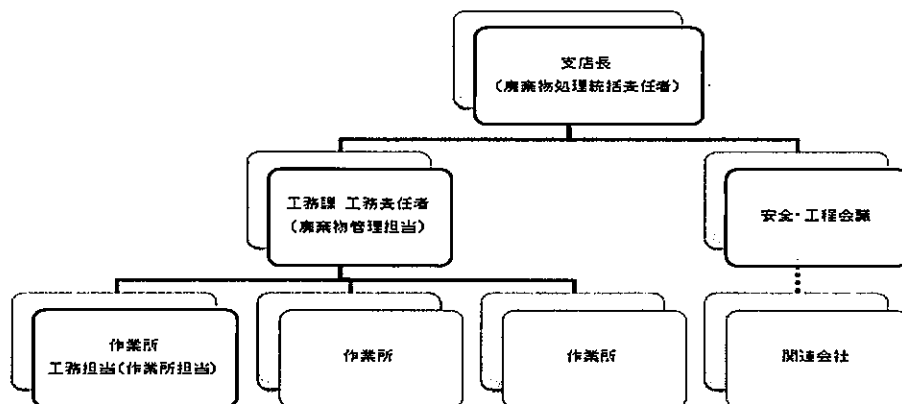 支店長
(廃棄物処理統括責任者)
工務課 工務責任者
(廃棄物管理担当)
安全・工程会議
作業所
工務担当(作業所担当)
作業所
作業所
関連会社